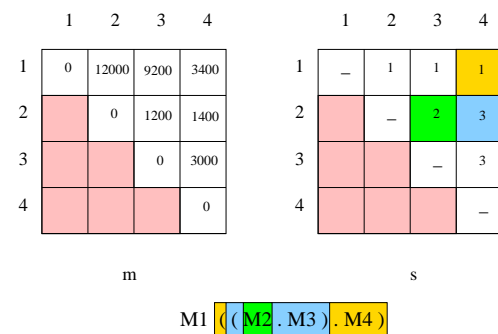 1 2 3 4 1 2 3 4
1 0 12000 9200 3400 1 – 1 1 1
2 0 1200 1400 2 – 2 3
3 0 3000 3 – 3
4 0 4 –
m s
M1 ( ( M2 . M3 ) . M4 )